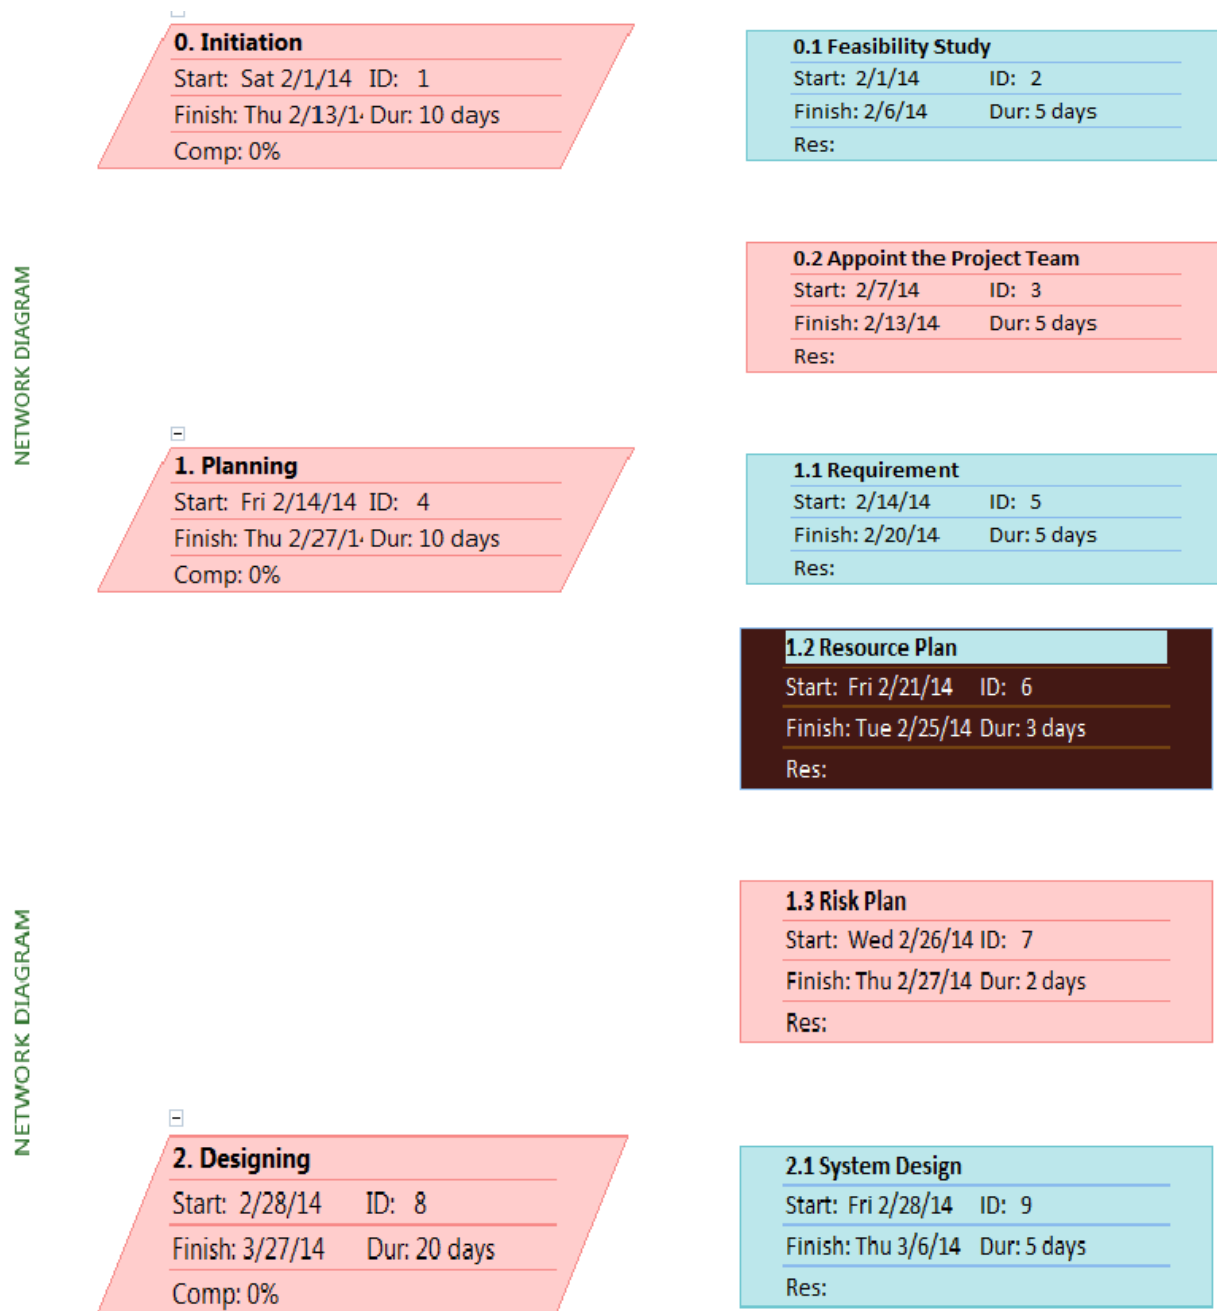 0. Initiation
Start: Sat 2/1/14 ID: 1
Finish: Thu 2/13/1 Dur: 10 days
Comp: 0%
0.1 Feasibility Study
Start: 2/1/14 ID: 2
Finish: 2/6/14 Dur: 5 days
Res:
NETWORK DIAGRAM
0.2 Appoint the Project Team
Start: 2/7/14 ID: 3
Finish: 2/13/14 Dur: 5 days
Res:
1. Planning
Start: Fri 2/14/14 ID: 4
Finish: Thu 2/27/1 Dur: 10 days
Comp: 0%
1.1 Requirement
Start: 2/14/14 ID: 5
Finish: 2/20/14 Dur: 5 days
Res:
1.2 Resource Plan
Start: Fri 2/21/14 ID: 6
Finish: Tue 2/25/14 Dur: 3 days
Res:
NETWORK DIAGRAM
1.3 Risk Plan
Start: Wed 2/26/14 ID: 7
Finish: Thu 2/27/14 Dur: 2 days
Res:
2. Designing
Start: 2/28/14 ID: 8
Finish: 3/27/14 Dur: 20 days
Comp: 0%
2.1 System Design
Start: Fri 2/28/14 ID: 9
Finish: Thu 3/6/14 Dur: 5 days
Res: